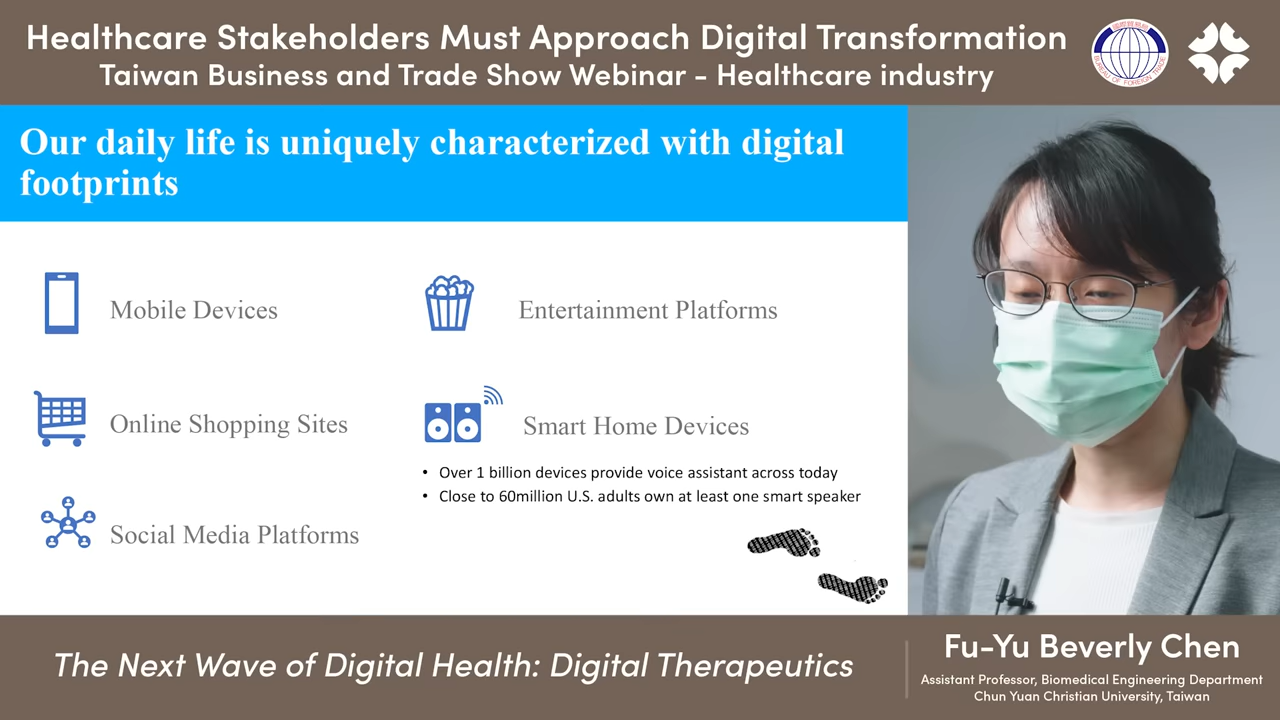 Healthcare Stakeholders Must Approach Digital Transformation
Taiwan Business and Trade Show Webinar - Healthcare industry
BUREAU OF FOREIGN TRADE
Our daily life is uniquely characterized with digital
footprints
Mobile Devices
Entertainment Platforms
Online Shopping Sites
Smart Home Devices
• Over 1 billion devices provide voice assistant across today
• Close to 60million U.S. adults own at least one smart speaker
Social Media Platforms
The Next Wave of Digital Health: Digital Therapeutics
Fu-Yu Beverly Chen
Assistant Professor, Biomedical Engineering Department
Chun Yuan Christian University, Taiwan